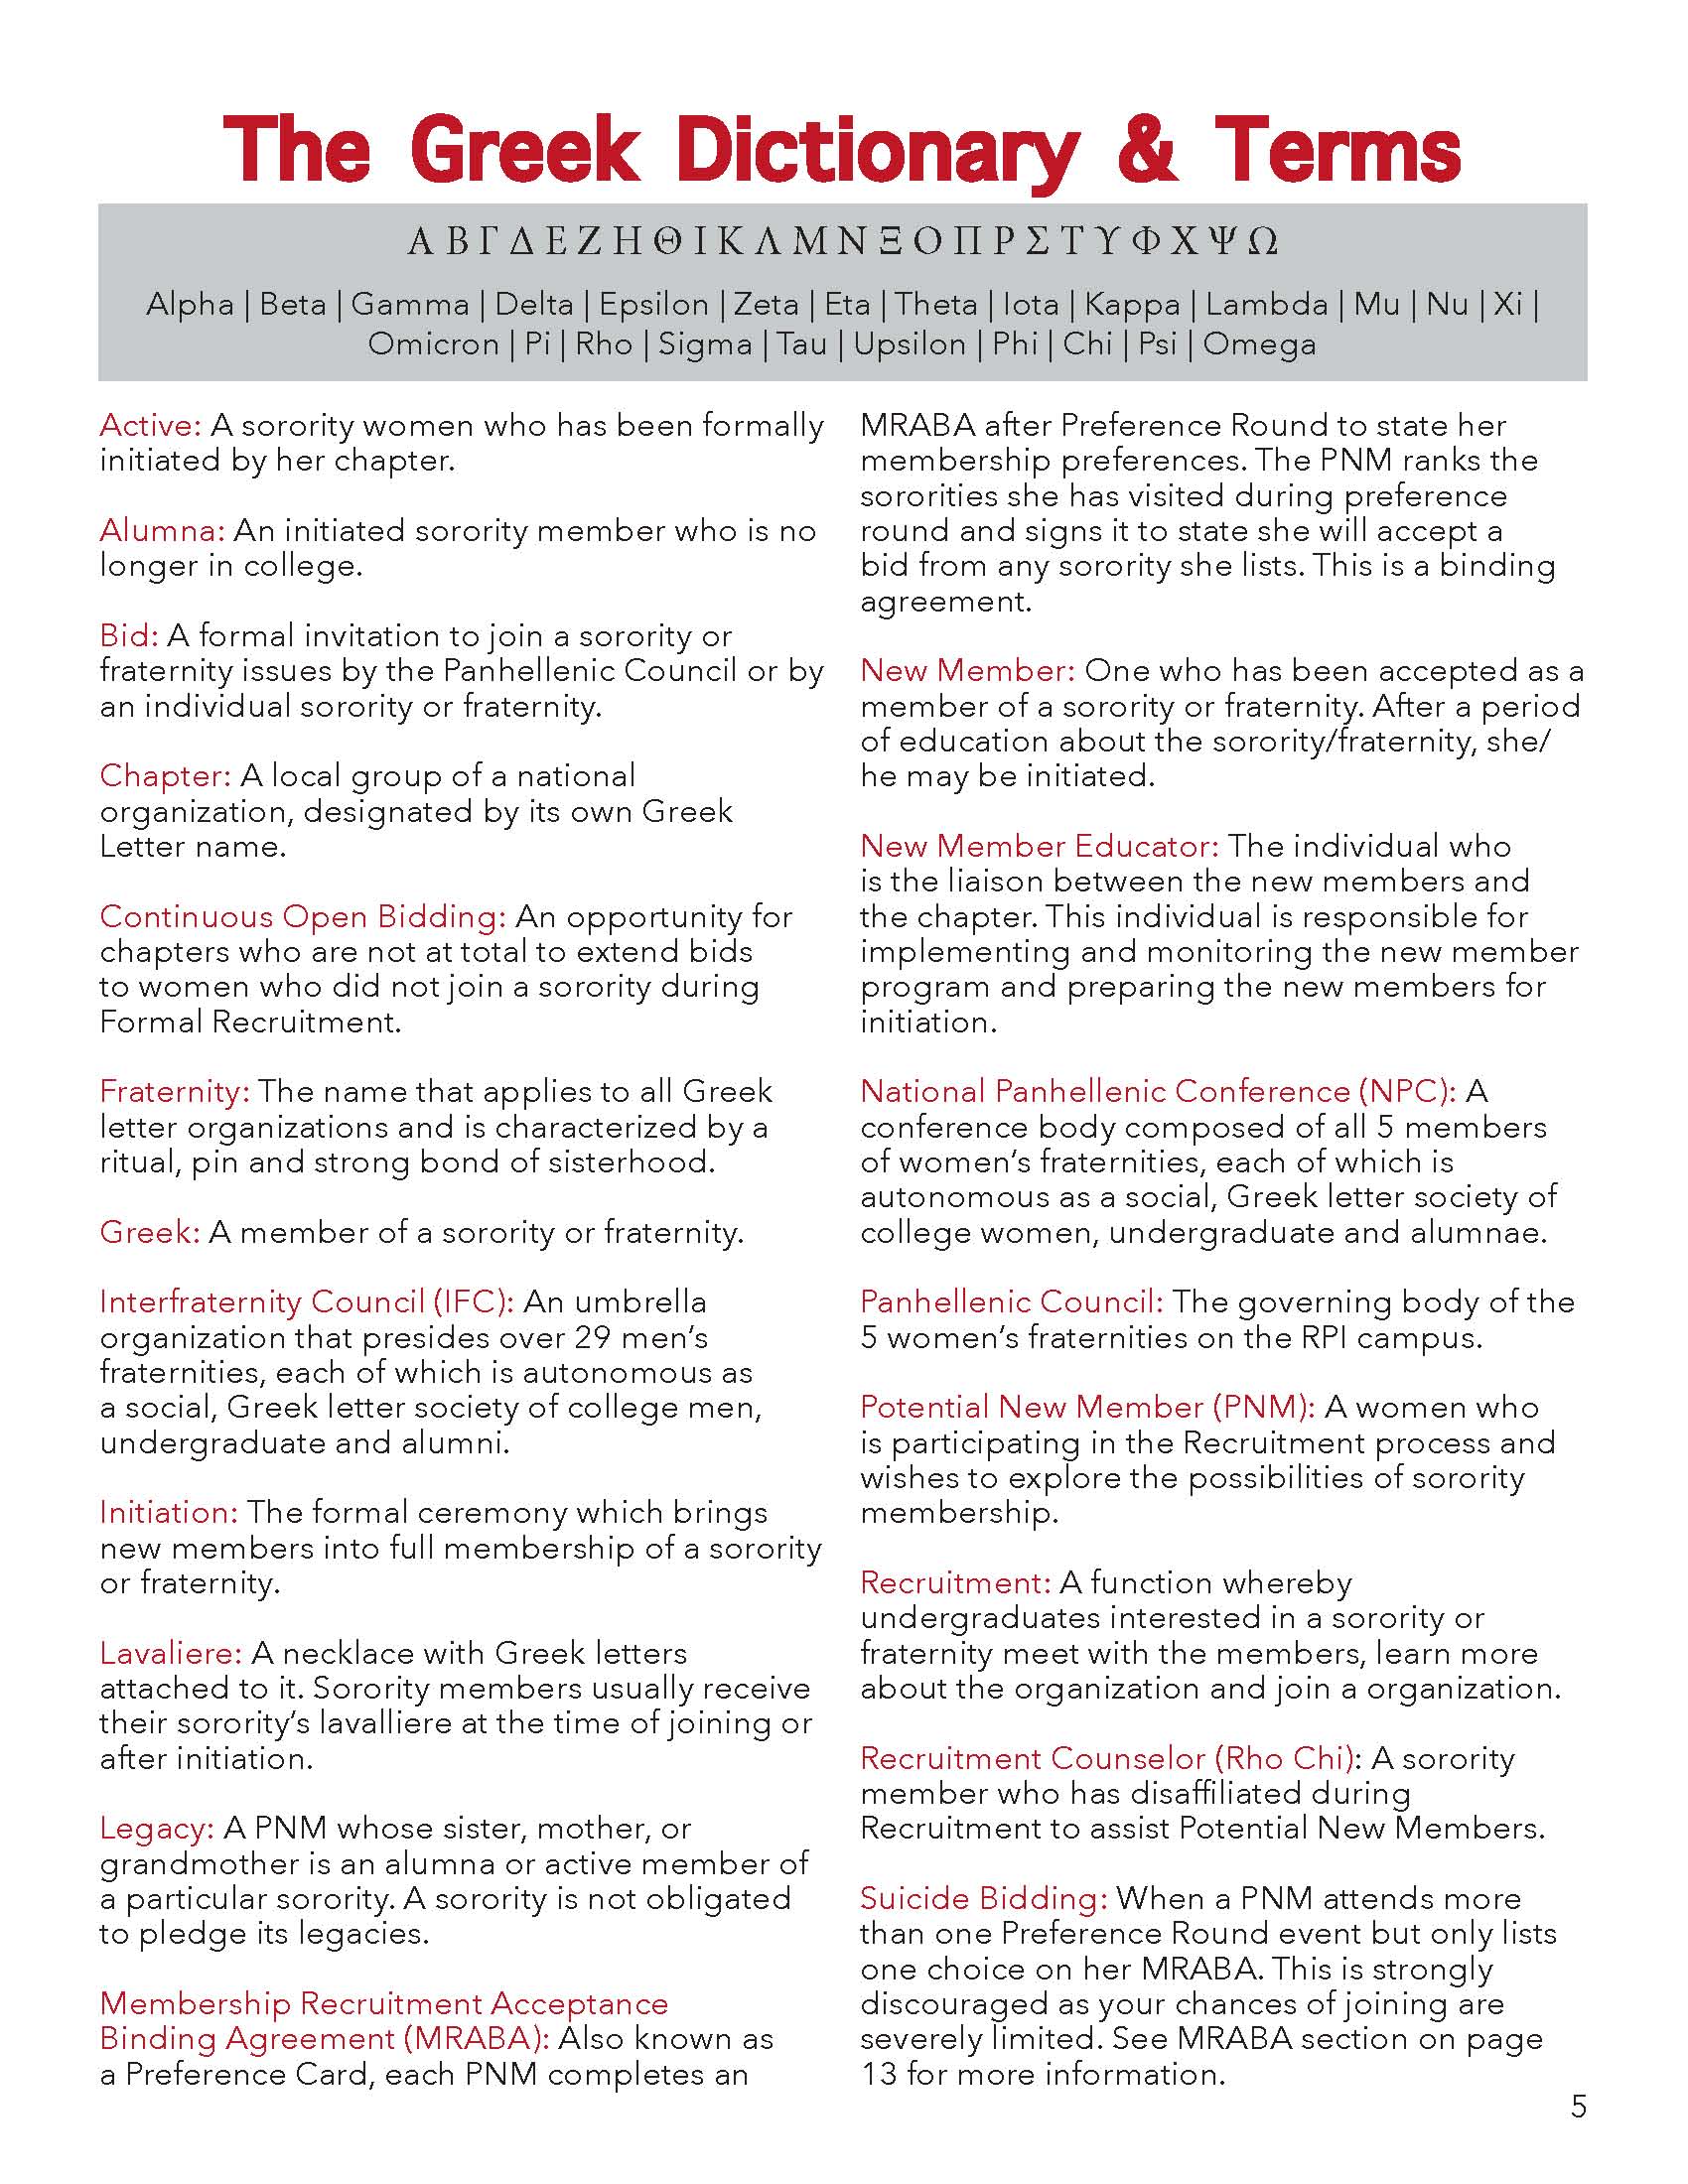 The Greek Dictionary & Terms
Α Β Γ Δ Ε Ζ Η Θ Ι Κ Λ Μ Ν Ξ Ο Π Ρ Σ Τ ϒ Φ Χ Ψ Ω
Alpha | Beta | Gamma | Delta | Epsilon | Zeta | Eta | Theta | Iota | Kappa | Lambda | Mu | Nu | Xi |
Omicron | Pi | Rho | Sigma | Tau | Upsilon | Phi | Chi | Psi | Omega
Active: A sorority women who has been formally
initiated by her chapter.
Alumna: An initiated sorority member who is no
longer in college.
Bid: A formal invitation to join a sorority or
fraternity issues by the Panhellenic Council or by
an individual sorority or fraternity.
Chapter: A local group of a national
organization, designated by its own Greek
Letter name.
Continuous Open Bidding: An opportunity for
chapters who are not at total to extend bids
to women who did not join a sorority during
Formal Recruitment.
Fraternity: The name that applies to all Greek
letter organizations and is characterized by a
ritual, pin and strong bond of sisterhood.
Greek: A member of a sorority or fraternity.
Interfraternity Council (IFC): An umbrella
organization that presides over 29 men's
fraternities, each of which is autonomous as
a social, Greek letter society of college men,
undergraduate and alumni.
Initiation: The formal ceremony which brings
new members into full membership of a sorority
or fraternity.
Lavaliere: A necklace with Greek letters
attached to it. Sorority members usually receive
their sorority's lavalliere at the time of joining or
after initiation.
Legacy: A PNM whose sister, mother, or
grandmother is an alumna or active member of
a particular sorority. A sorority is not obligated
to pledge its legacies.
Membership Recruitment Acceptance
Binding Agreement (MRABA): Also known as
a Preference Card, each PNM completes an
MRABA after Preference Round to state her
membership preferences. The PNM ranks the
sororities she has visited during preference
round and signs it to state she will accept a
bid from any sorority she lists. This is a binding
agreement.
New Member: One who has been accepted as a
member of a sorority or fraternity. After a period
of education about the sorority/fraternity, she/
he may be initiated.
New Member Educator: The individual who
is the liaison between the new members and
the chapter. This individual is responsible for
implementing and monitoring the new member
program and preparing the new members for
initiation.
National Panhellenic Conference (NPC): A
conference body composed of all 5 members
of women's fraternities, each of which is
autonomous as a social, Greek letter society of
college women, undergraduate and alumnae.
Panhellenic Council: The governing body of the
5 women's fraternities on the RPI campus.
Potential New Member (PNM): A women who
is participating in the Recruitment process and
wishes to explore the possibilities of sorority
membership.
Recruitment: A function whereby
undergraduates interested in a sorority or
fraternity meet with the members, learn more
about the organization and join a organization.
Recruitment Counselor (Rho Chi): A sorority
member who has disaffiliated during
Recruitment to assist Potential New Members.
Suicide Bidding: When a PNM attends more
than one Preference Round event but only lists
one choice on her MRABA. This is strongly
discouraged as your chances of joining are
severely limited. See MRABA section on page
13 for more information.
5